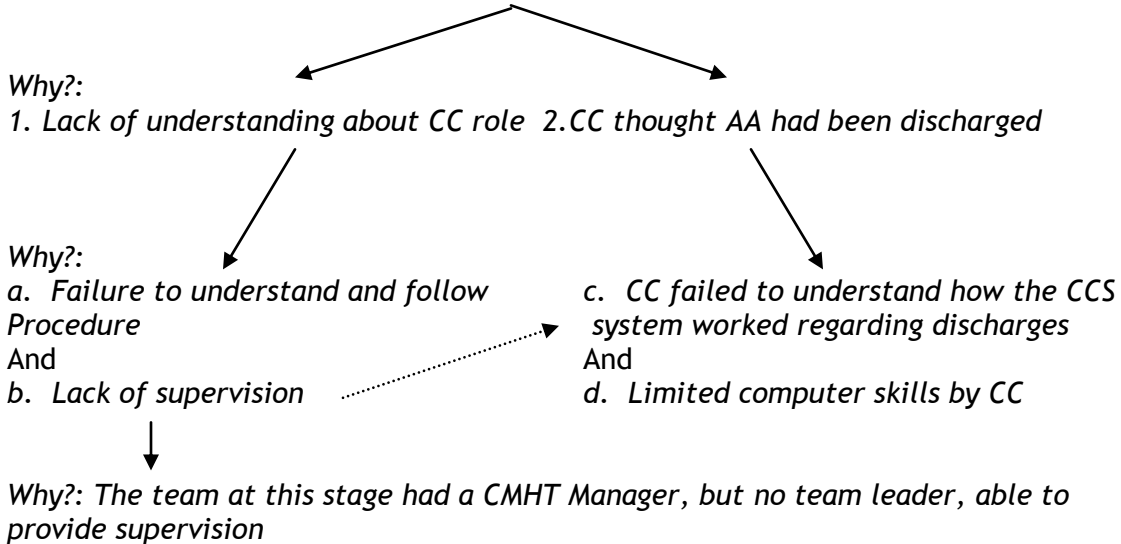 Why?:
1. Lack of understanding about CC role 2.CC thought AA had been discharged
Why?:
a. Failure to understand and follow
Procedure
And
b. Lack of supervision
c. CC failed to understand how the CCS
system worked regarding discharges
And
d. Limited computer skills by CC
Why?: The team at this stage had a CMHT Manager, but no team leader, able to
provide supervision